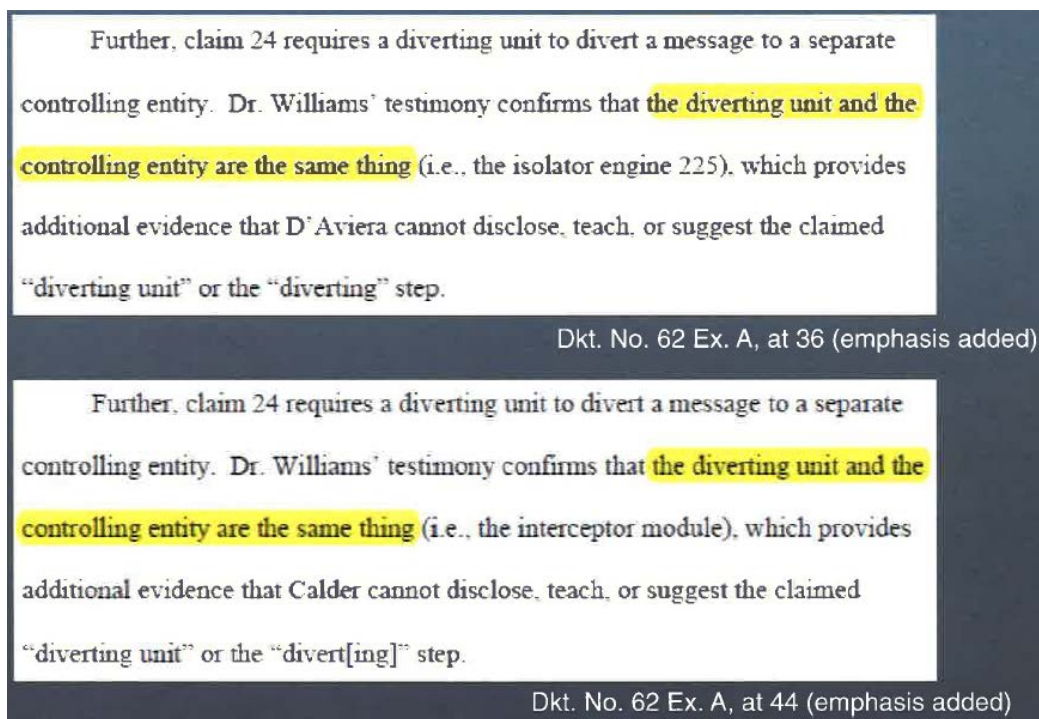 Further, claim 24 requires a diverting unit to divert a message to a separate
controlling entity. Dr. Williams' testimony confirms that the diverting unit and the
controlling entity are the same thing (i.e., the isolator engine 225), which provides
additional evidence that D'Aviera cannot disclose, teach, or suggest the claimed
“diverting unit” or the “diverting” step.
Dkt. No. 62 Ex. A, at 36 (emphasis added)
Further, claim 24 requires a diverting unit to divert a message to a separate
controlling entity. Dr. Williams' testimony confirms that the diverting unit and the
controlling entity are the same thing (i.e., the interceptor module), which provides
additional evidence that Calder cannot disclose, teach, or suggest the claimed
“diverting unit” or the “divert[ing]” step.
Dkt. No. 62 Ex. A, at 44 (emphasis added)